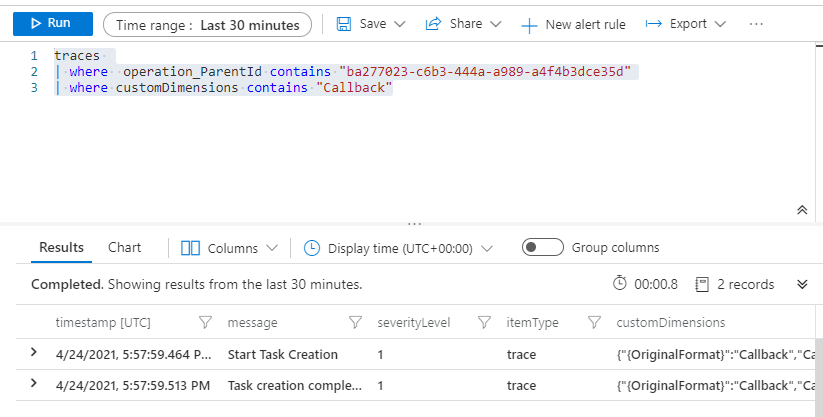 Run Time range : Last 30 minutes Save Share New alert rule Export ...
1 traces
2 | where operation_ParentId contains "ba277023-c6b3-444a-a989-a4f4b3dce35d"
3 | where customDimensions contains "Callback"
Results Chart Columns Display time (UTC+00:00) Group columns
Completed. Showing results from the last 30 minutes. 00:00.8 2 records
timestamp [UTC] message severityLevel itemType customDimensions
4/24/2021, 5:57:59.464 P... Start Task Creation 1 trace {"{OriginalFormat}":"Callback","Ca
4/24/2021, 5:57:59.513 PM Task creation comple... 1 trace {"{OriginalFormat}":"Callback","Ca